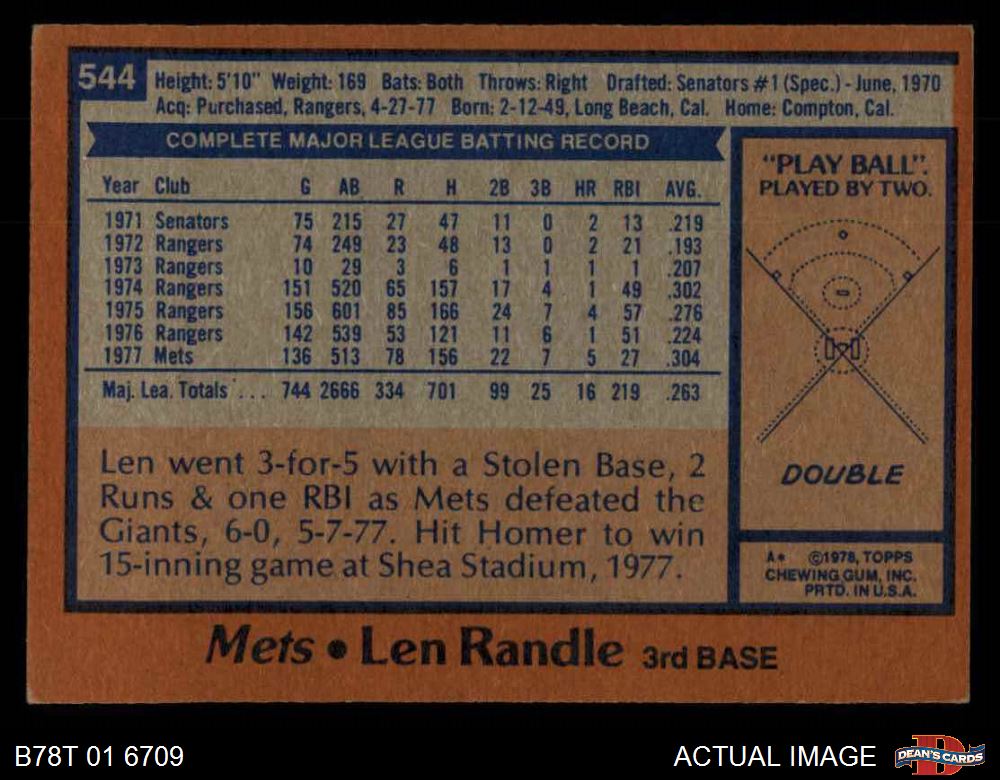 544
Height: 5'10" Weight: 169 Bats: Both Throws: Right Drafted: Senators #1 (Spec.) - June, 1970
Acq: Purchased, Rangers, 4-27-77 Born: 2-12-49, Long Beach, Cal. Home: Compton, Cal.
COMPLETE MAJOR LEAGUE BATTING RECORD
Year Club G AB R H 2B 3B HR RBI AVG.
1971 Senators 75 215 27 47 11 0 2 13 .219
1972 Rangers 74 249 23 48 13 0 2 21 .193
1973 Rangers 10 29 3 6 1 1 1 1 .207
1974 Rangers 151 520 65 157 17 4 1 49 .302
1975 Rangers 156 601 85 166 24 7 4 57 .276
1976 Rangers 142 539 53 121 11 6 1 51 .224
1977 Mets 136 513 78 156 22 7 5 27 .304
Maj. Lea. Totals ... 744 2666 334 701 99 25 16 219 .263
Len went 3-for-5 with a Stolen Base, 2
Runs & one RBI as Mets defeated the
Giants, 6-0, 5-7-77. Hit Homer to win
15-inning game at Shea Stadium, 1977.
"PLAY BALL".
PLAYED BY TWO.
DOUBLE
A* ©1978, TOPPS
CHEWING GUM, INC.
PRTD. IN U.S.A.
Mets • Len Randle 3rd BASE
B78T 01 6709
ACTUAL IMAGE
DEAN'S CARDS